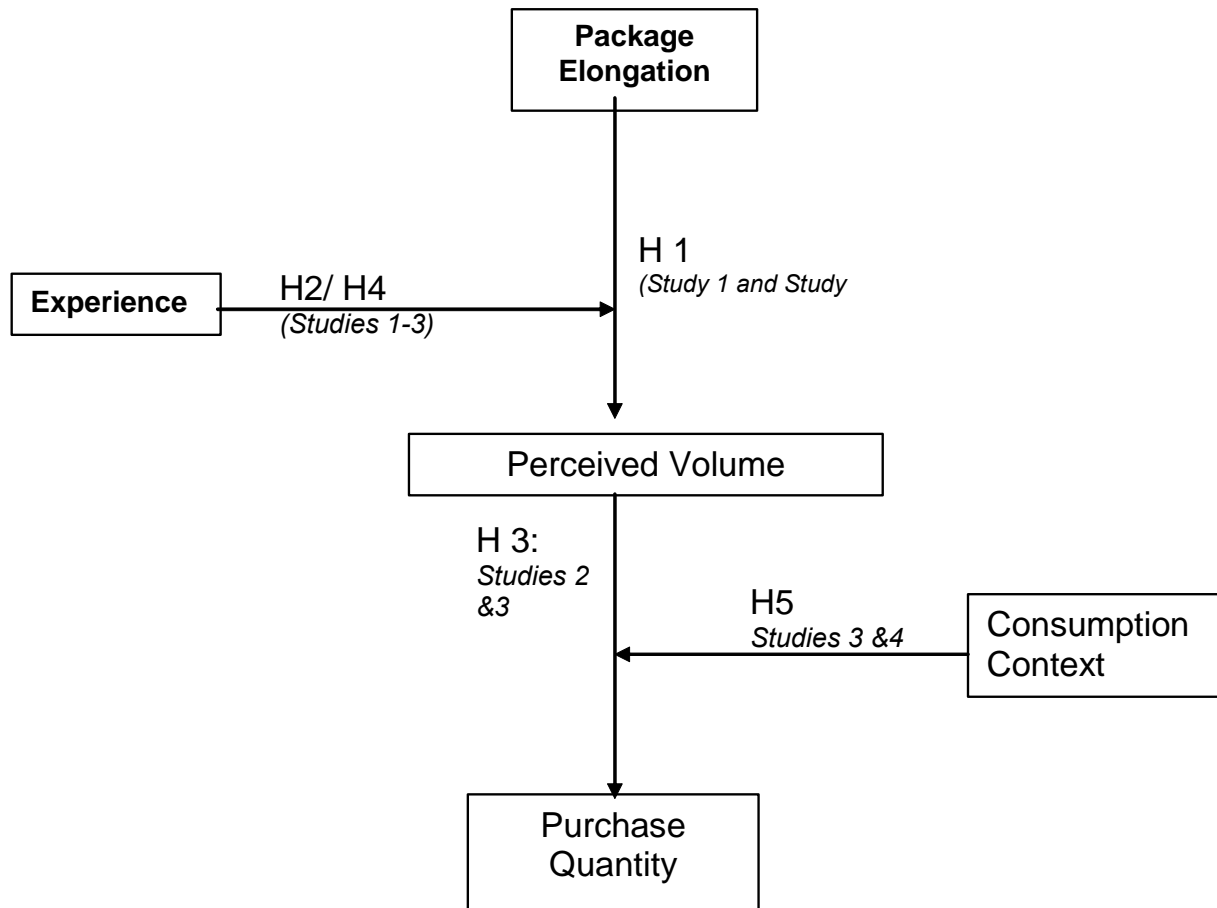 Package
Elongation
H 1
(Study 1 and Study
H2/ H4
(Studies 1-3)
Experience
Perceived Volume
H 3:
Studies 2
&3
H5
Studies 3 &4
Consumption
Context
Purchase
Quantity